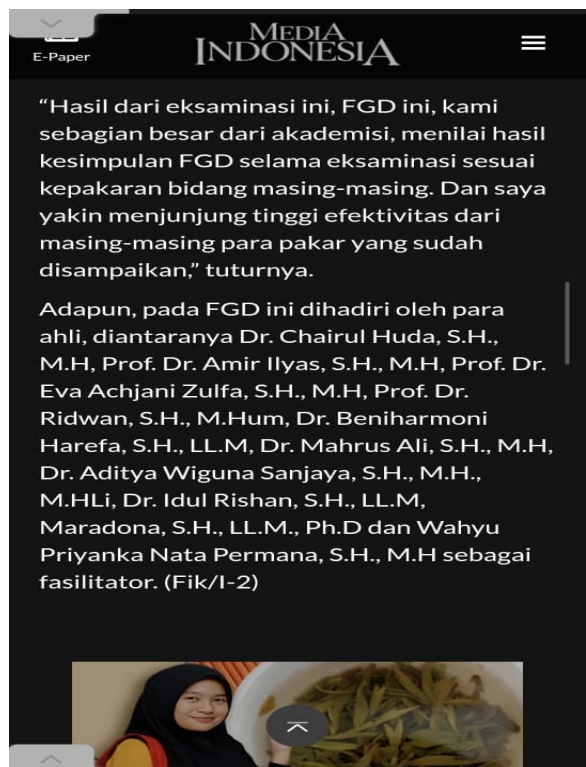 E-Paper
MEDIA
INDONESIA
“Hasil dari eksaminasi ini, FGD ini, kami
sebagian besar dari akademisi, menilai hasil
kesimpulan FGD selama eksaminasi sesuai
kepakaran bidang masing-masing. Dan saya
yakin menjunjung tinggi efektivitas dari
masing-masing para pakar yang sudah
disampaikan,” tuturnya.
Adapun, pada FGD ini dihadiri oleh para
ahli, diantaranya Dr. Chairul Huda, S.H.,
M.H, Prof. Dr. Amir Ilyas, S.H., M.H, Prof. Dr.
Eva Achjani Zulfa, S.H., M.H, Prof. Dr.
Ridwan, S.H., M.Hum, Dr. Beniharmoni
Harefa, S.H., LL.M, Dr. Mahrus Ali, S.H., M.H,
Dr. Aditya Wiguna Sanjaya, S.H., M.H.,
M.HLi, Dr. Idul Rishan, S.H., LL.M,
Maradona, S.H., LL.M., Ph.D dan Wahyu
Priyanka Nata Permana, S.H., M.H sebagai
fasilitator. (Fik/I-2)